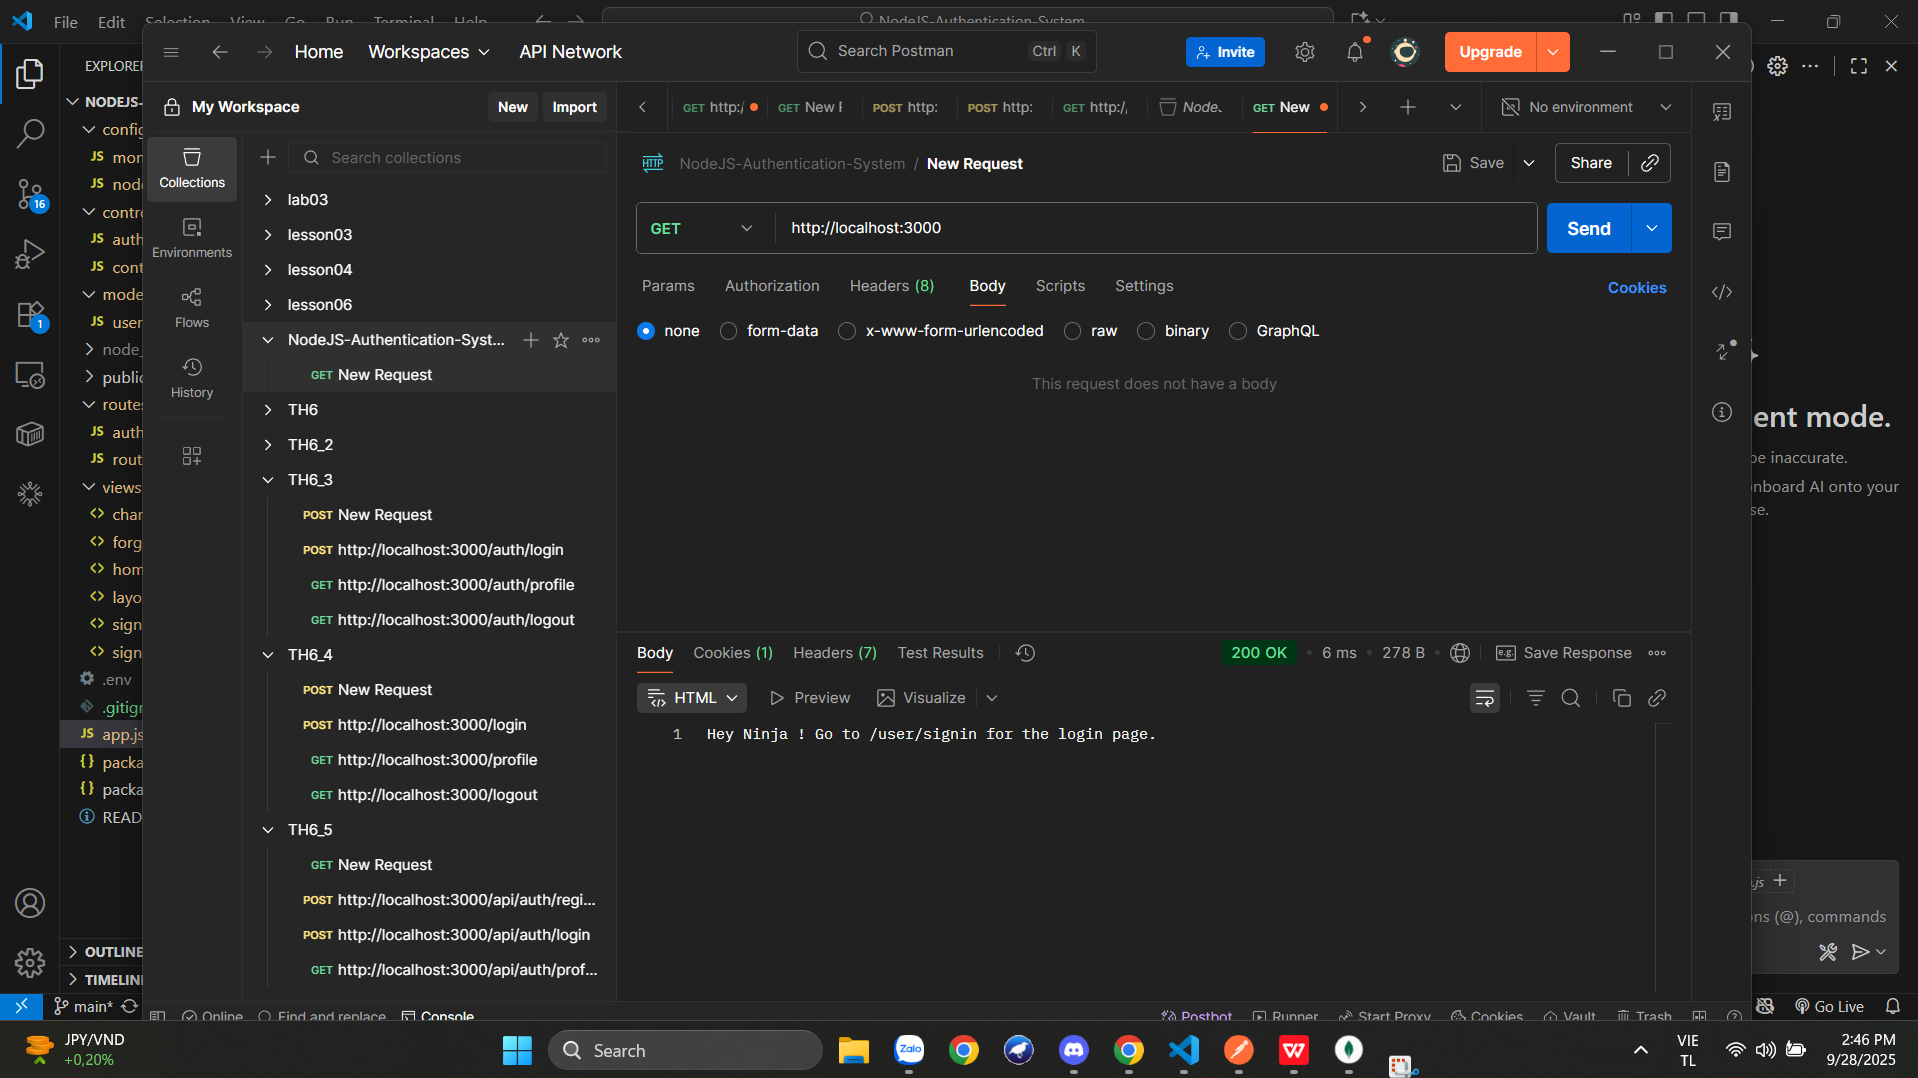 File Edit Selection View Go Run Terminal Help NodeJS-Authentication-System
Home Workspaces API Network Search Postman Ctrl K Invite Upgrade
EXPLORER
NODEJS-
config
mon
node
contro
auth
cont
mode
user
node_
public
routes
auth
rout
views
chan
forg
hom
layo
sign
sign
.env
.gitigr
app.js
packa
packa
READ
OUTLINE
TIMELINE
16
1
My Workspace New Import
Collections
Environments
Flows
History
Search collections
lab03
lesson03
lesson04
lesson06
NodeJS-Authentication-Syst...
GET New Request
TH6
TH6_2
TH6_3
POST New Request
POST http://localhost:3000/auth/login
GET http://localhost:3000/auth/profile
GET http://localhost:3000/auth/logout
TH6_4
POST New Request
POST http://localhost:3000/login
GET http://localhost:3000/profile
GET http://localhost:3000/logout
TH6_5
GET New Request
POST http://localhost:3000/api/auth/regi...
POST http://localhost:3000/api/auth/login
GET http://localhost:3000/api/auth/prof...
GET http:/ GET New F POST http: POST http: GET http:/, Node. GET New No environment
HTTP NodeJS-Authentication-System / New Request Save Share
GET http://localhost:3000 Send
Params Authorization Headers (8) Body Scripts Settings Cookies
none form-data x-www-form-urlencoded raw binary GraphQL
This request does not have a body
Body Cookies (1) Headers (7) Test Results 200 OK 6 ms 278 B e.g. Save Response
HTML Preview Visualize
1 Hey Ninja ! Go to /user/signin for the login page.
ent mode.
be inaccurate.
nboard AI onto your
se.
.js
ns (@), commands
Online Find and replace Console Postbot Runner Start Proxy Cookies Vault Trash
main* Go Live
JPY/VND
+0,20%
Search
Zalo
VIE
TL
2:46 PM
9/28/2025